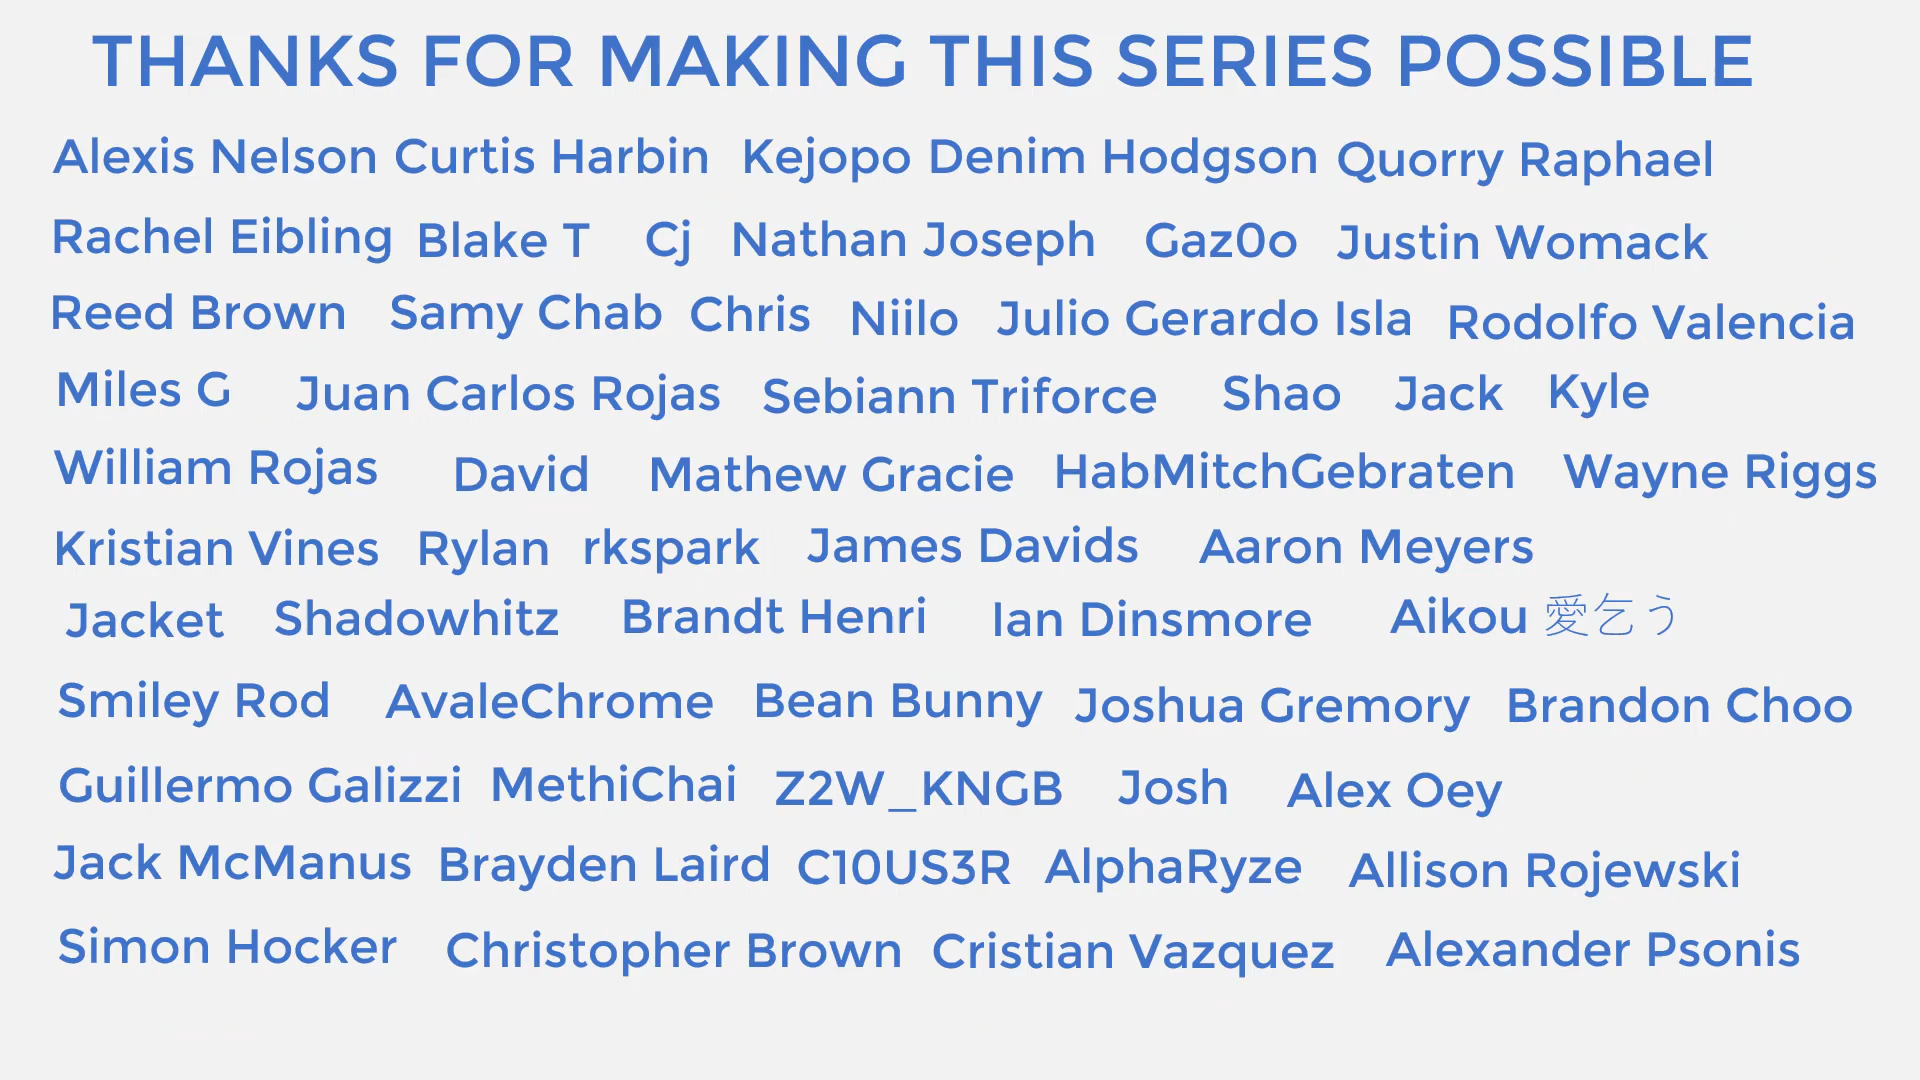 THANKS FOR MAKING THIS SERIES POSSIBLE
Alexis Nelson Curtis Harbin Kejopo Denim Hodgson Quorry Raphael
Rachel Eibling Blake T Cj Nathan Joseph Gaz0o Justin Womack
Reed Brown Samy Chab Chris Niilo Julio Gerardo Isla Rodolfo Valencia
Miles G Juan Carlos Rojas Sebiann Triforce Shao Jack Kyle
William Rojas David Mathew Gracie HabMitchGebraten Wayne Riggs
Kristian Vines Rylan rkspark James Davids Aaron Meyers
Jacket Shadowhitz Brandt Henri Ian Dinsmore Aikou 愛乞う
Smiley Rod AvaleChrome Bean Bunny Joshua Gremory Brandon Choo
Guillermo Galizzi MethiChai Z2W_KNGB Josh Alex Oey
Jack McManus Brayden Laird C10US3R AlphaRyze Allison Rojewski
Simon Hocker Christopher Brown Cristian Vazquez Alexander Psonis